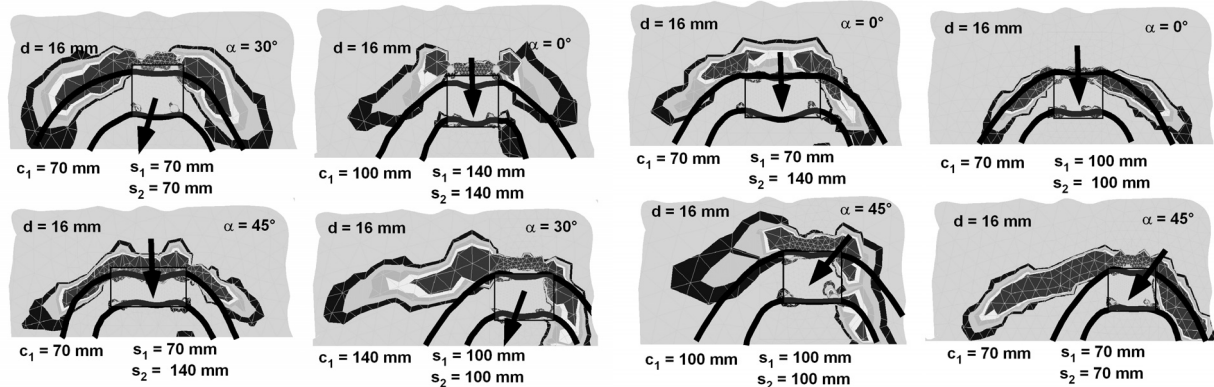 d = 16 mm α = 30°
c1 = 70 mm s1 = 70 mm
s2 = 70 mm
d = 16 mm α = 0°
c1 = 100 mm s1 = 140 mm
s2 = 140 mm
d = 16 mm α = 0°
c1 = 70 mm s1 = 70 mm
s2 = 140 mm
d = 16 mm α = 0°
c1 = 70 mm s1 = 100 mm
s2 = 100 mm
d = 16 mm α = 45°
c1 = 70 mm s1 = 70 mm
s2 = 140 mm
d = 16 mm α = 30°
c1 = 140 mm s1 = 100 mm
s2 = 100 mm
d = 16 mm α = 45°
c1 = 100 mm s1 = 100 mm
s2 = 100 mm
d = 16 mm α = 45°
c1 = 70 mm s1 = 70 mm
s2 = 70 mm